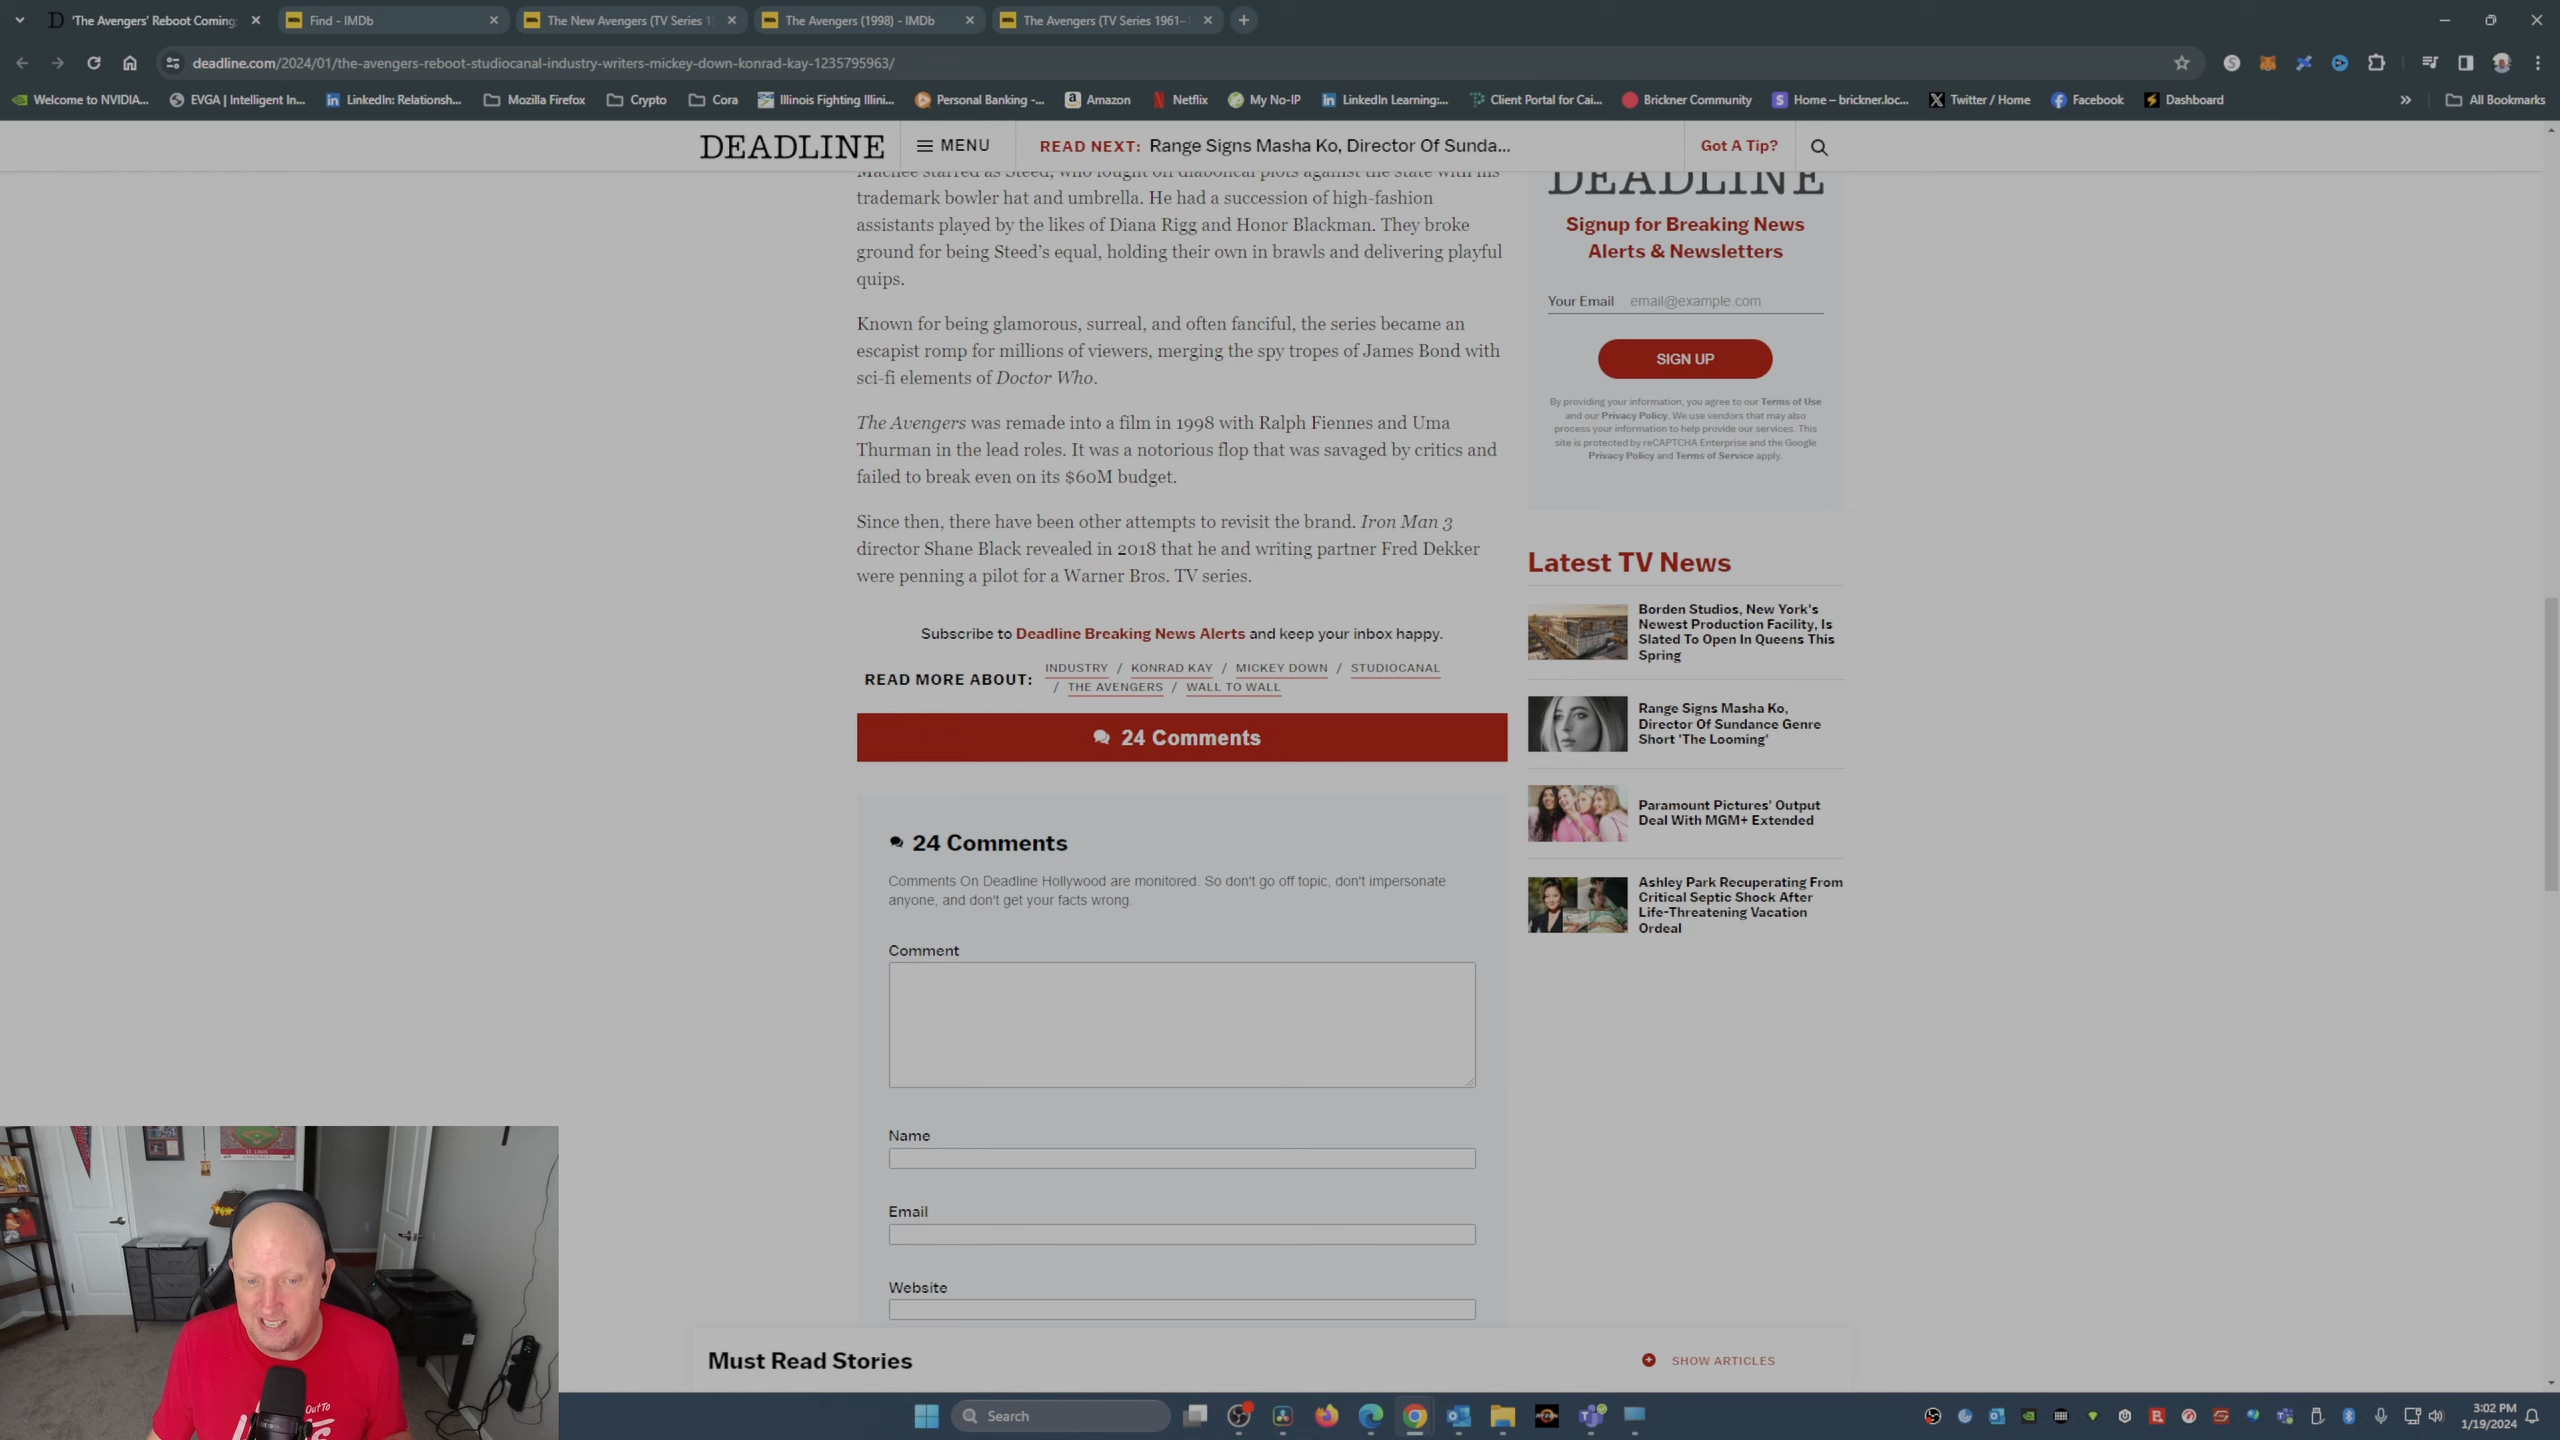 'The Avengers' Reboot Coming
Find - IMDb
The New Avengers (TV Series 1
The Avengers (1998) - IMDb
The Avengers (TV Series 1961–
deadline.com/2024/01/the-avengers-reboot-studiocanal-industry-writers-mickey-down-konrad-kay-1235795963/
Welcome to NVIDIA...
EVGA | Intelligent In...
LinkedIn: Relationsh...
Mozilla Firefox
Crypto
Cora
Illinois Fighting Illini...
Personal Banking -...
Amazon
Netflix
My No-IP
LinkedIn Learning:...
Client Portal for Cai...
Brickner Community
Home – brickner.loc...
Twitter / Home
Facebook
Dashboard
All Bookmarks
DEADLINE
MENU
READ NEXT: Range Signs Masha Ko, Director Of Sunda...
Got A Tip?
Macnee starred as Steed, who fought off diabolical plots against the state with his
trademark bowler hat and umbrella. He had a succession of high-fashion
assistants played by the likes of Diana Rigg and Honor Blackman. They broke
ground for being Steed's equal, holding their own in brawls and delivering playful
quips.
Known for being glamorous, surreal, and often fanciful, the series became an
escapist romp for millions of viewers, merging the spy tropes of James Bond with
sci-fi elements of Doctor Who.
The Avengers was remade into a film in 1998 with Ralph Fiennes and Uma
Thurman in the lead roles. It was a notorious flop that was savaged by critics and
failed to break even on its $60M budget.
Since then, there have been other attempts to revisit the brand. Iron Man 3
director Shane Black revealed in 2018 that he and writing partner Fred Dekker
were penning a pilot for a Warner Bros. TV series.
Subscribe to Deadline Breaking News Alerts and keep your inbox happy.
READ MORE ABOUT:
INDUSTRY / KONRAD KAY / MICKEY DOWN / STUDIOCANAL
/ THE AVENGERS / WALL TO WALL
24 Comments
24 Comments
Comments On Deadline Hollywood are monitored. So don't go off topic, don't impersonate
anyone, and don't get your facts wrong.
Comment
Name
Email
Website
DEADLINE
Signup for Breaking News
Alerts & Newsletters
Your Email
email@example.com
SIGN UP
By providing your information, you agree to our Terms of Use
and our Privacy Policy. We use vendors that may also
process your information to help provide our services. This
site is protected by reCAPTCHA Enterprise and the Google
Privacy Policy and Terms of Service apply.
Latest TV News
Borden Studios, New York's
Newest Production Facility, Is
Slated To Open In Queens This
Spring
Range Signs Masha Ko,
Director Of Sundance Genre
Short 'The Looming'
Paramount Pictures' Output
Deal With MGM+ Extended
Ashley Park Recuperating From
Critical Septic Shock After
Life-Threatening Vacation
Ordeal
Must Read Stories
SHOW ARTICLES
ST. LOUIS
CARDINALS
OutTo
Search
3:02 PM
1/19/2024